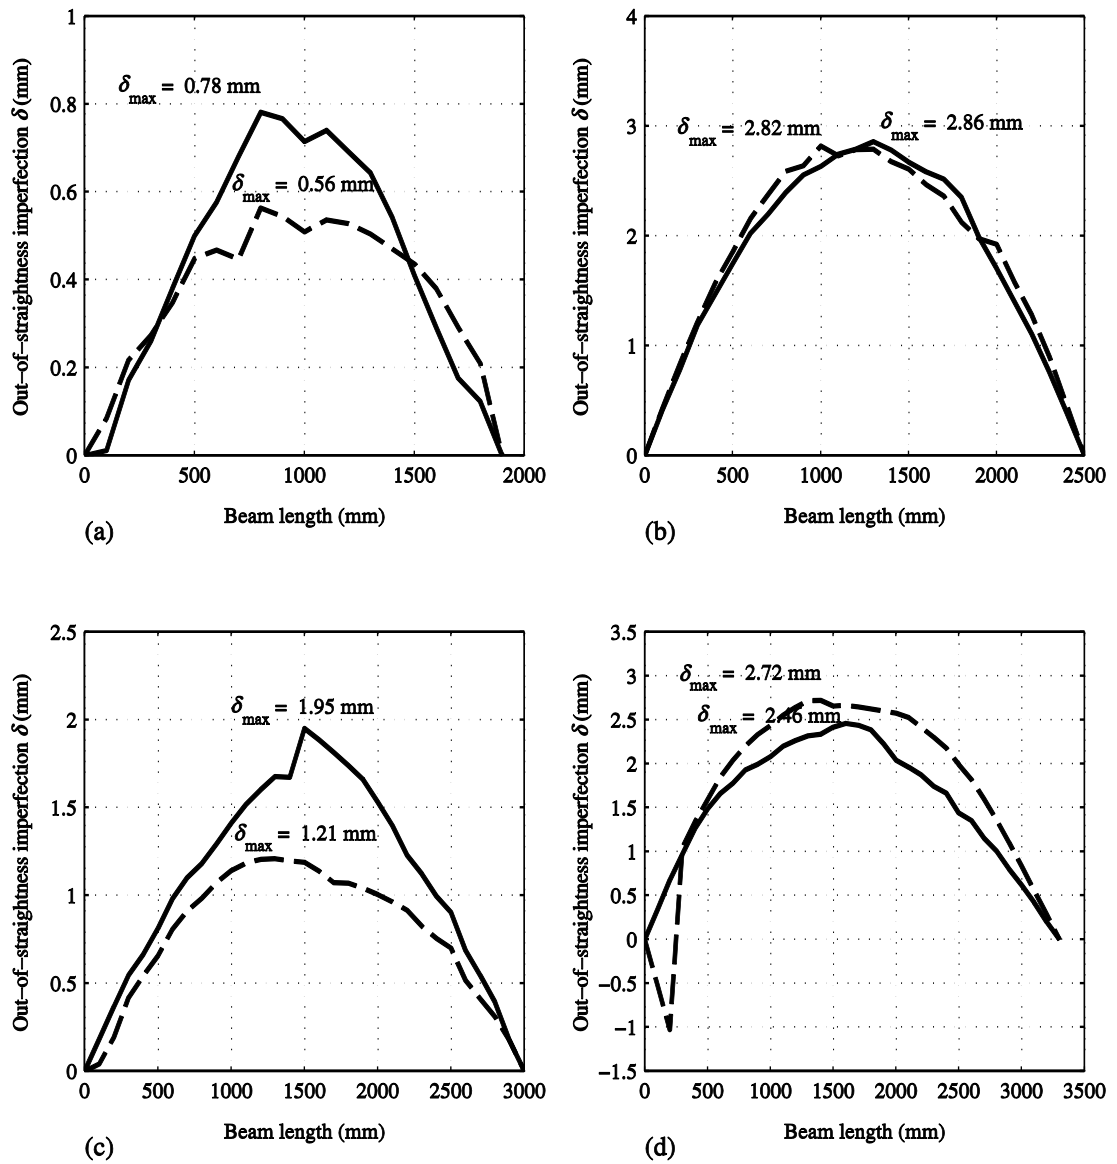 Out−of−straightness imperfection δ (mm)
1
0.8
0.6
0.4
0.2
0
δmax = 0.78 mm
δmax = 0.56 mm
0 500 1000 1500 2000
Beam length (mm)
(a)
Out−of−straightness imperfection δ (mm)
4
3
2
1
0
δmax = 2.82 mm
δmax = 2.86 mm
0 500 1000 1500 2000 2500
Beam length (mm)
(b)
Out−of−straightness imperfection δ (mm)
2.5
2
1.5
1
0.5
0
δmax = 1.95 mm
δmax = 1.21 mm
0 500 1000 1500 2000 2500 3000
Beam length (mm)
(c)
Out−of−straightness imperfection δ (mm)
3.5
3
2.5
2
1.5
1
0.5
0
−0.5
−1
−1.5
δmax = 2.72 mm
δmax = 2.46 mm
0 500 1000 1500 2000 2500 3000 3500
Beam length (mm)
(d)